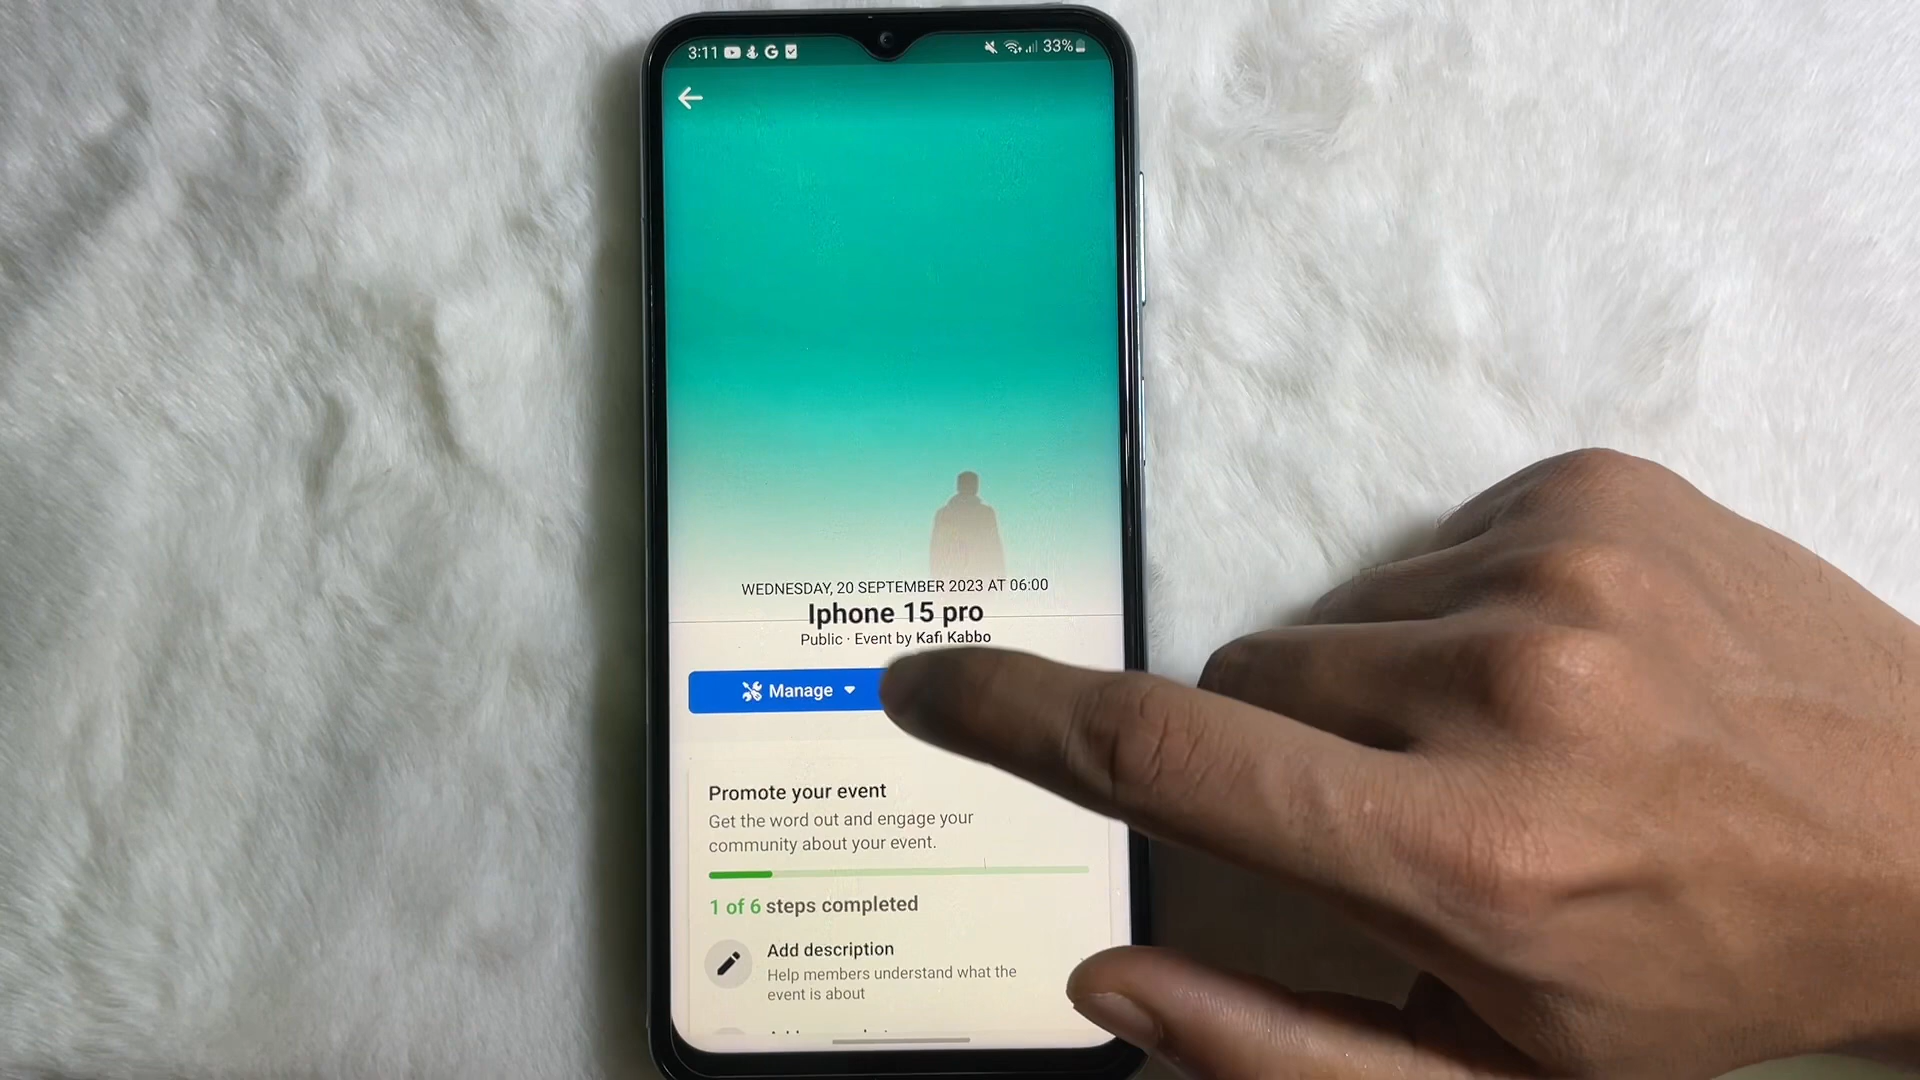 3:11 G 33%
WEDNESDAY, 20 SEPTEMBER 2023 AT 06:00
Iphone 15 pro
Public · Event by Kafi Kabbo
Manage
Promote your event
Get the word out and engage your
community about your event.
1 of 6 steps completed
Add description
Help members understand what the
event is about